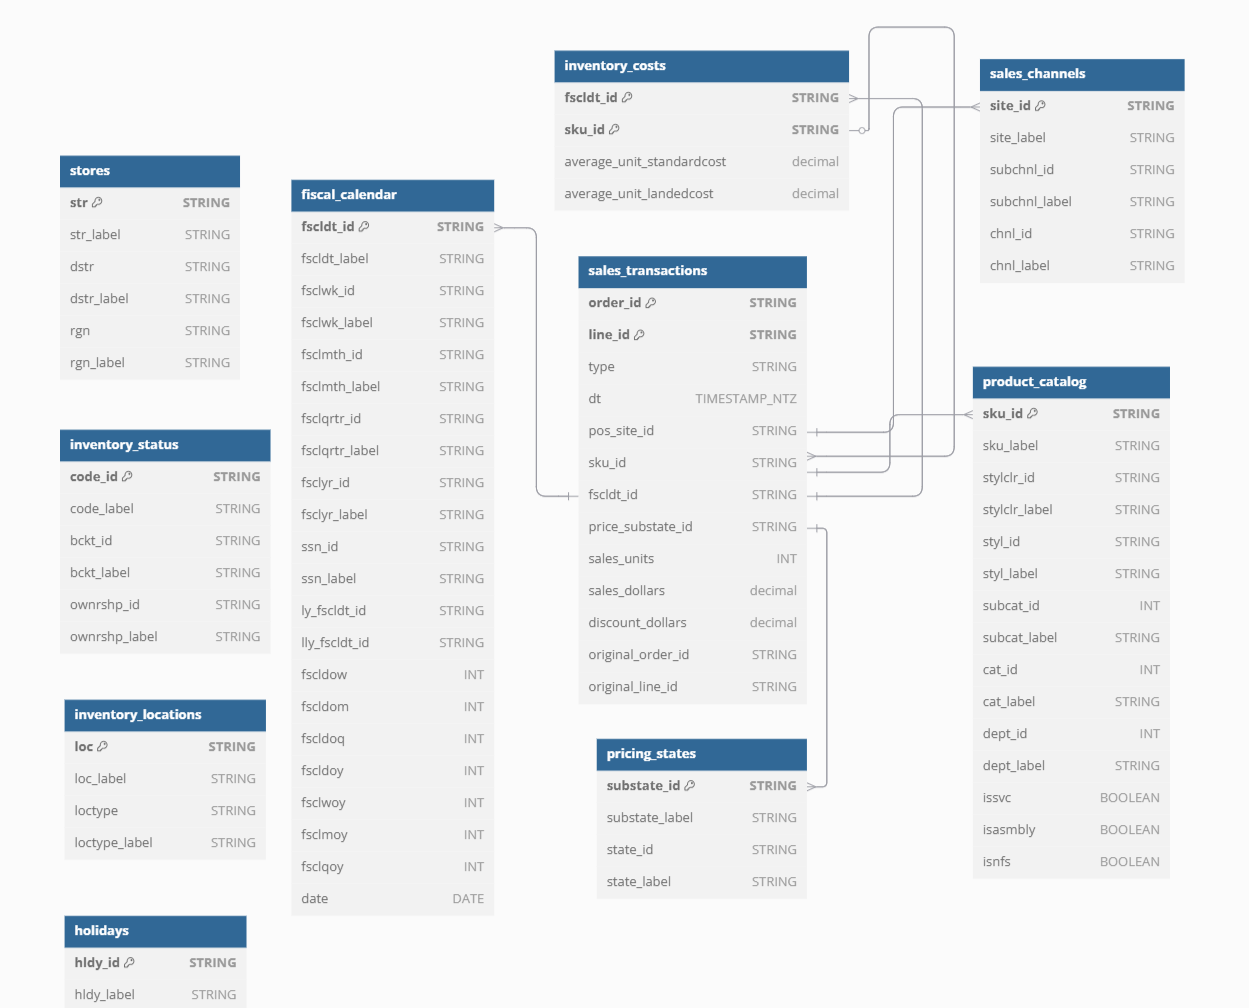 inventory_costs
fscldt_id STRING
sku_id STRING
average_unit_standardcost decimal
average_unit_landedcost decimal
sales_channels
site_id STRING
site_label STRING
subchnl_id STRING
subchnl_label STRING
chnl_id STRING
chnl_label STRING
stores
str STRING
str_label STRING
dstr STRING
dstr_label STRING
rgn STRING
rgn_label STRING
fiscal_calendar
fscldt_id STRING
fscldt_label STRING
fsclwk_id STRING
fsclwk_label STRING
fsclmth_id STRING
fsclmth_label STRING
fsclqrtr_id STRING
fsclqrtr_label STRING
fsclyr_id STRING
fsclyr_label STRING
ssn_id STRING
ssn_label STRING
ly_fscldt_id STRING
lly_fscldt_id STRING
fscldow INT
fscldom INT
fscldoq INT
fscldoy INT
fsclwoy INT
fsclmoy INT
fsclqoy INT
date DATE
sales_transactions
order_id STRING
line_id STRING
type STRING
dt TIMESTAMP_NTZ
pos_site_id STRING
sku_id STRING
fscldt_id STRING
price_substate_id STRING
sales_units INT
sales_dollars decimal
discount_dollars decimal
original_order_id STRING
original_line_id STRING
product_catalog
sku_id STRING
sku_label STRING
stylclr_id STRING
stylclr_label STRING
styl_id STRING
styl_label STRING
subcat_id INT
subcat_label STRING
cat_id INT
cat_label STRING
dept_id INT
dept_label STRING
issvc BOOLEAN
isasmbly BOOLEAN
isnfs BOOLEAN
inventory_status
code_id STRING
code_label STRING
bckt_id STRING
bckt_label STRING
ownrshp_id STRING
ownrshp_label STRING
inventory_locations
loc STRING
loc_label STRING
loctype STRING
loctype_label STRING
pricing_states
substate_id STRING
substate_label STRING
state_id STRING
state_label STRING
holidays
hldy_id STRING
hldy_label STRING